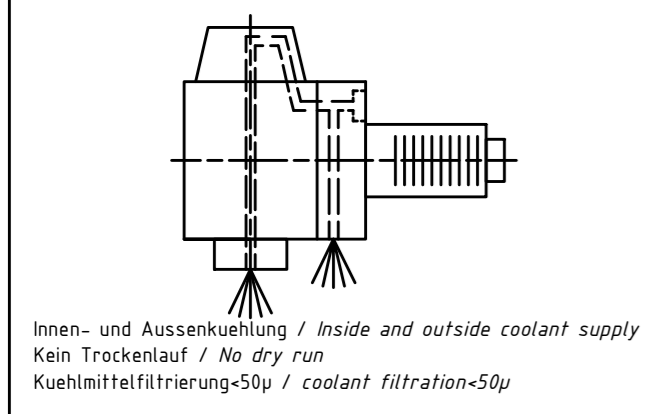 Innen- und Aussenkuehlung / Inside and outside coolant supply
Kein Trockenlauf / No dry run
Kuehlmittelfiltrierung<50µ / coolant filtration<50µ